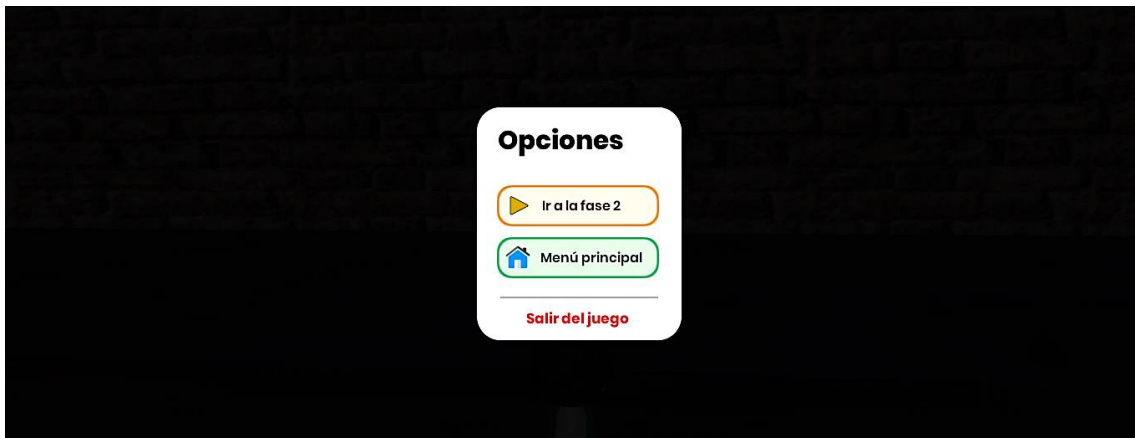 Opciones
Ir a la fase 2
Menú principal
Salir del juego